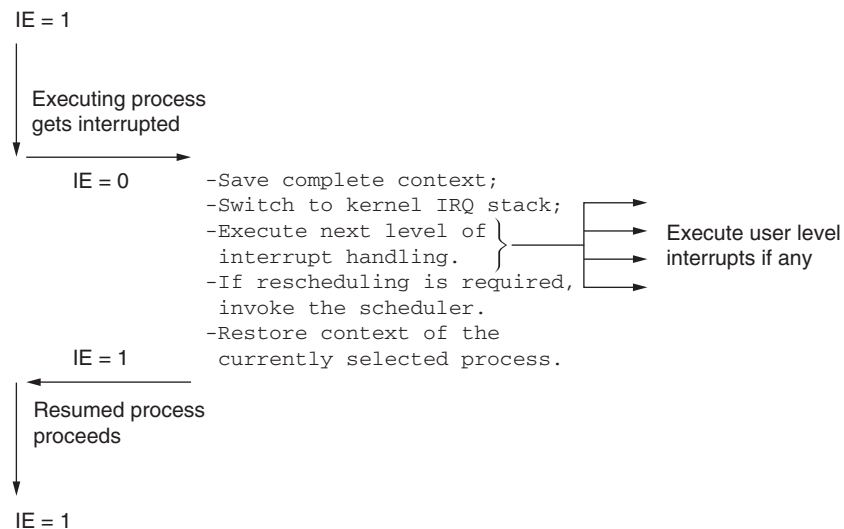 IE = 1
Executing process
gets interrupted
IE = 0
-Save complete context;
-Switch to kernel IRQ stack;
-Execute next level of
interrupt handling.
-If rescheduling is required,
invoke the scheduler.
-Restore context of the
currently selected process.
Execute user level
interrupts if any
IE = 1
Resumed process
proceeds
IE = 1